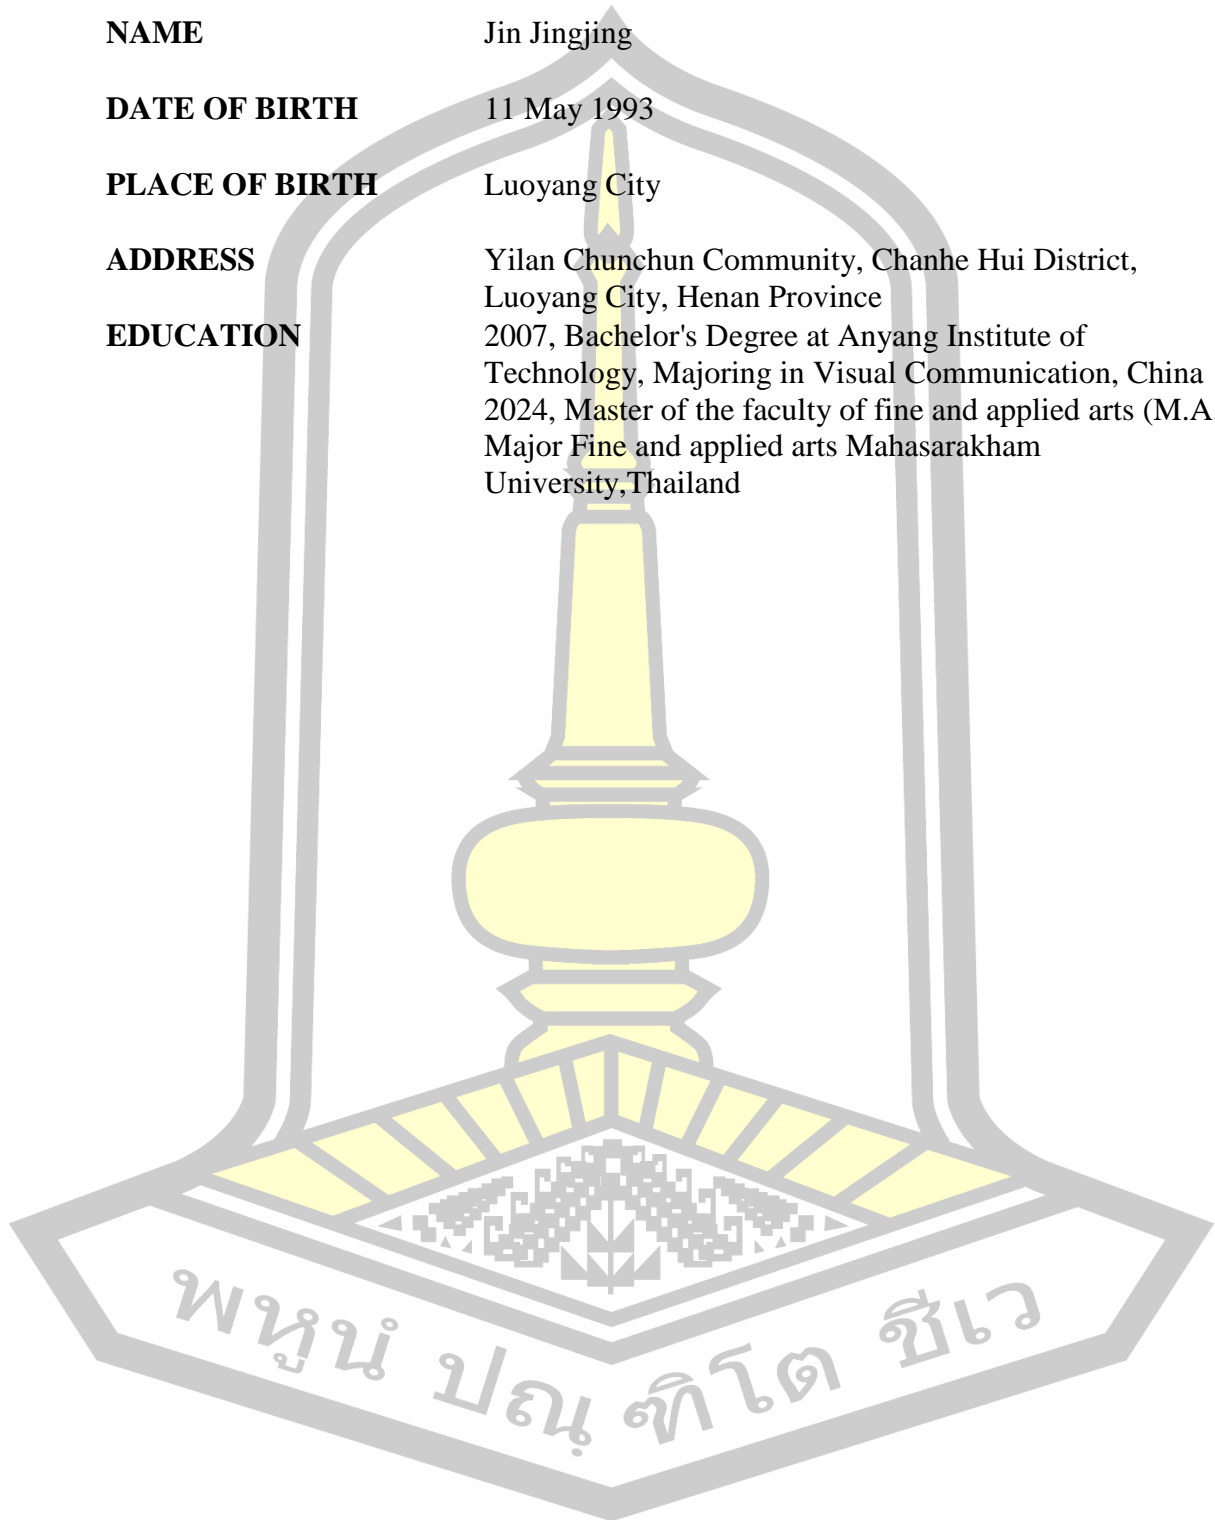 NAME Jin Jingjing
DATE OF BIRTH 11 May 1993
PLACE OF BIRTH Luoyang City
ADDRESS Yilan Chunchun Community, Chanhe Hui District,
Luoyang City, Henan Province
EDUCATION 2007, Bachelor's Degree at Anyang Institute of
Technology, Majoring in Visual Communication, China
2024, Master of the faculty of fine and applied arts (M.A
Major Fine and applied arts Mahasarakham
University,Thailand
พหูนํ ปณฺฑิโต ชีเว